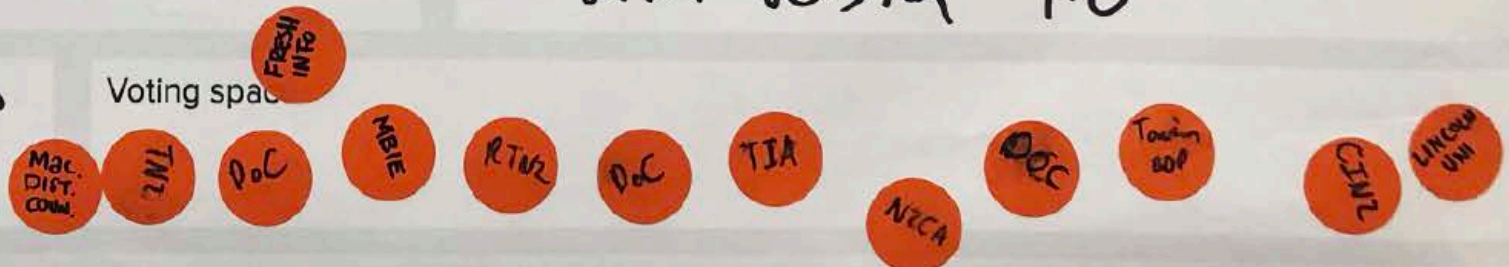 FRESH
INFO
Voting spac
Mac.
DIST.
COUN.
TNZ
DoC
MBIE
RTNZ
DoC
TIA
NZCA
DOC
Tourism
BOP
CINZ
LINCOLN
UNI